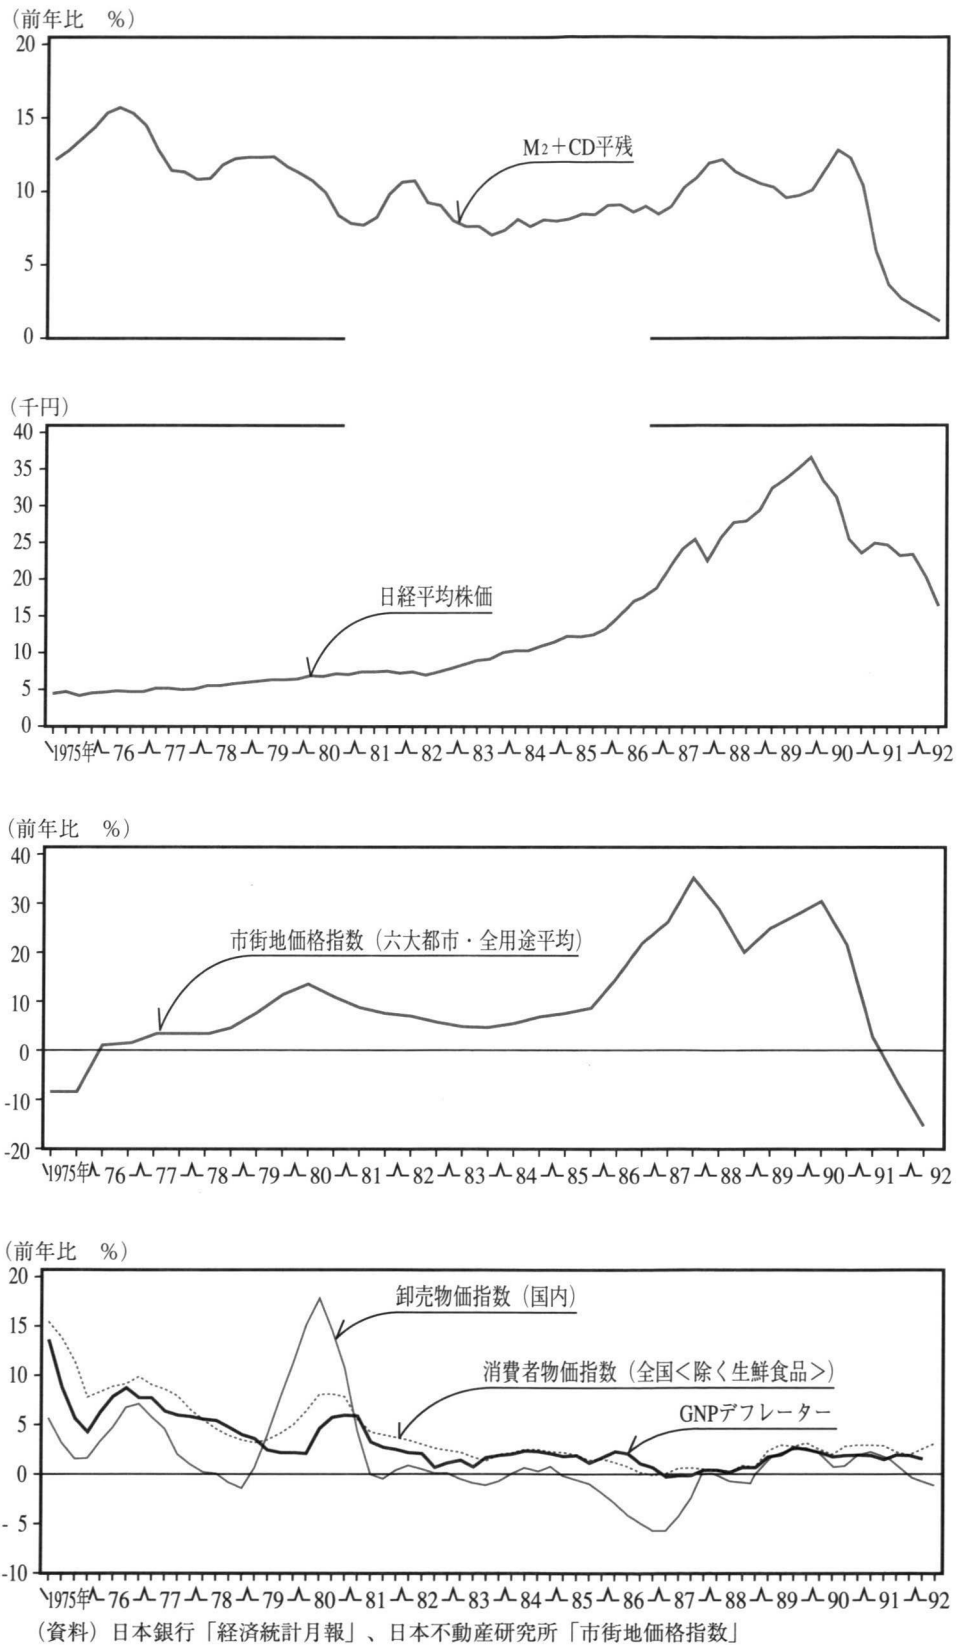 (前年比 %)
20
15
10
5
0
M2+CD平残
(千円)
40
35
30
25
20
15
10
5
0
日経平均株価
1975年 76 77 78 79 80 81 82 83 84 85 86 87 88 89 90 91 92
(前年比 %)
40
30
20
10
0
-10
-20
市街地価格指数(六大都市・全用途平均)
1975年 76 77 78 79 80 81 82 83 84 85 86 87 88 89 90 91 92
(前年比 %)
20
15
10
5
0
- 5
-10
卸売物価指数(国内)
消費者物価指数(全国<除く生鮮食品>)
GNPデフレーター
1975年 76 77 78 79 80 81 82 83 84 85 86 87 88 89 90 91 92
(資料)日本銀行「経済統計月報」、日本不動産研究所「市街地価格指数」